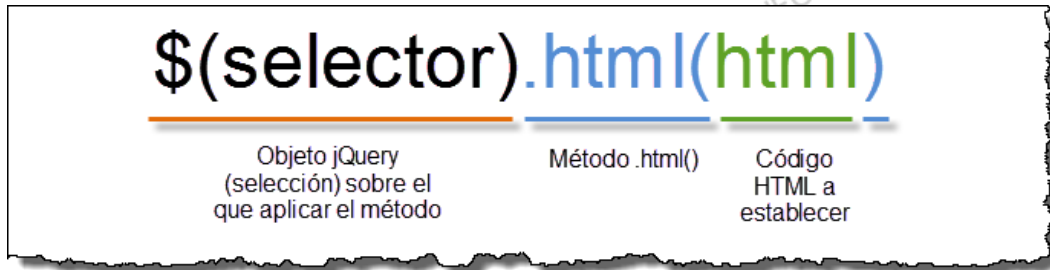 $(selector).html(html)
Objeto jQuery
(selección) sobre el
que aplicar el método
Método .html()
Código
HTML a
establecer